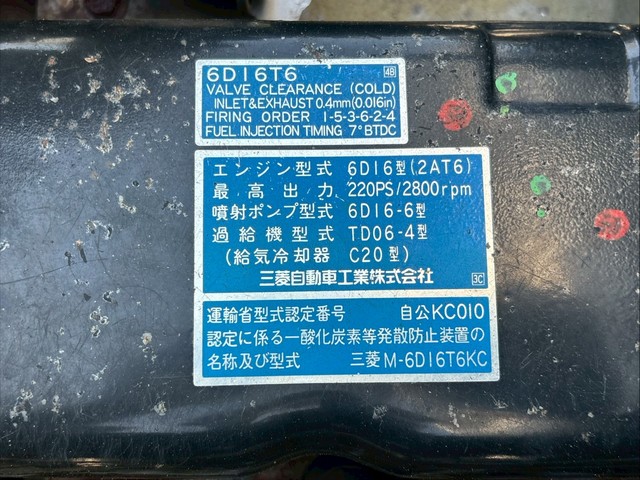 6D16T6 4B
VALVE CLEARANCE (COLD)
INLET&EXHAUST 0.4mm(0.016in)
FIRING ORDER 1-5-3-6-2-4
FUEL INJECTION TIMING 7°BTDC
エンジン型式 6D16型(2AT6)
最高出力 220PS/2800rpm
噴射ポンプ型式 6D16-6型
過給機型式 TD06-4型
(給気冷却器 C20型)
三菱自動車工業株式会社 3C
運輸省型式認定番号 自公KC010
認定に係る一酸化炭素等発散防止装置の
名称及び型式 三菱M-6D16T6KC